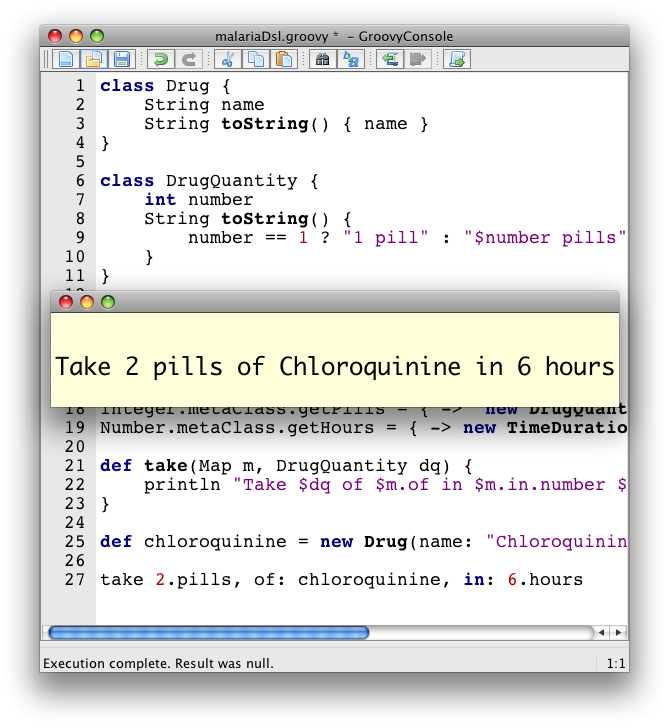 malariaDsl.groovy * - GroovyConsole
1 class Drug {
2 String name
3 String toString() { name }
4 }
5
6 class DrugQuantity {
7 int number
8 String toString() {
9 number == 1 ? "1 pill" : "$number pills"
10 }
11 }
Take 2 pills of Chloroquinine in 6 hours
18 Integer.metaClass.getPills = { -> new DrugQuant
19 Number.metaClass.getHours = { -> new TimeDuratio
20
21 def take(Map m, DrugQuantity dq) {
22 println "Take $dq of $m.of in $m.in.number $
23 }
24
25 def chloroquinine = new Drug(name: "Chloroquinin
26
27 take 2.pills, of: chloroquinine, in: 6.hours
Execution complete. Result was null.
1:1